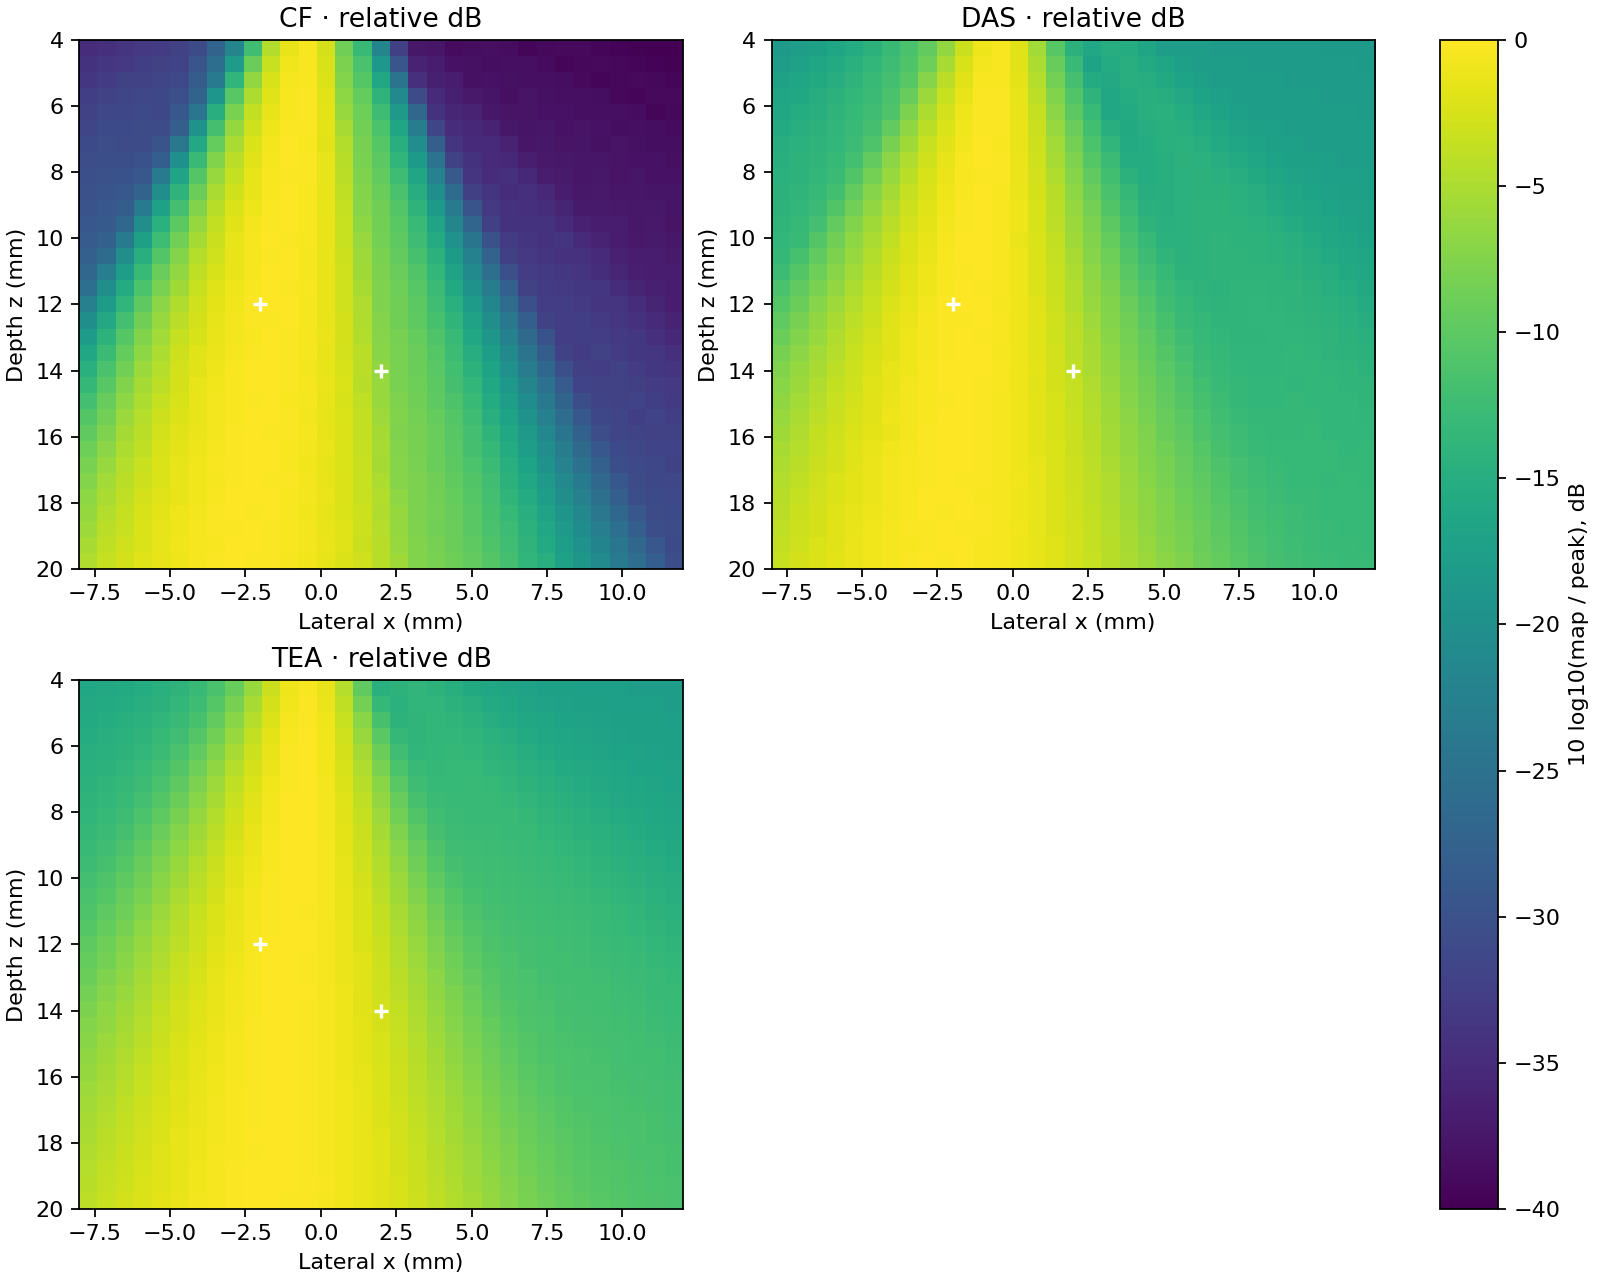 CF · relative dB
4
6
8
10
12
14
16
18
20
Depth z (mm)
−7.5 −5.0 −2.5 0.0 2.5 5.0 7.5 10.0
Lateral x (mm)
DAS · relative dB
4
6
8
10
12
14
16
18
20
Depth z (mm)
−7.5 −5.0 −2.5 0.0 2.5 5.0 7.5 10.0
Lateral x (mm)
TEA · relative dB
4
6
8
10
12
14
16
18
20
Depth z (mm)
−7.5 −5.0 −2.5 0.0 2.5 5.0 7.5 10.0
Lateral x (mm)
0
−5
−10
−15
−20
−25
−30
−35
−40
10 log10(map / peak), dB